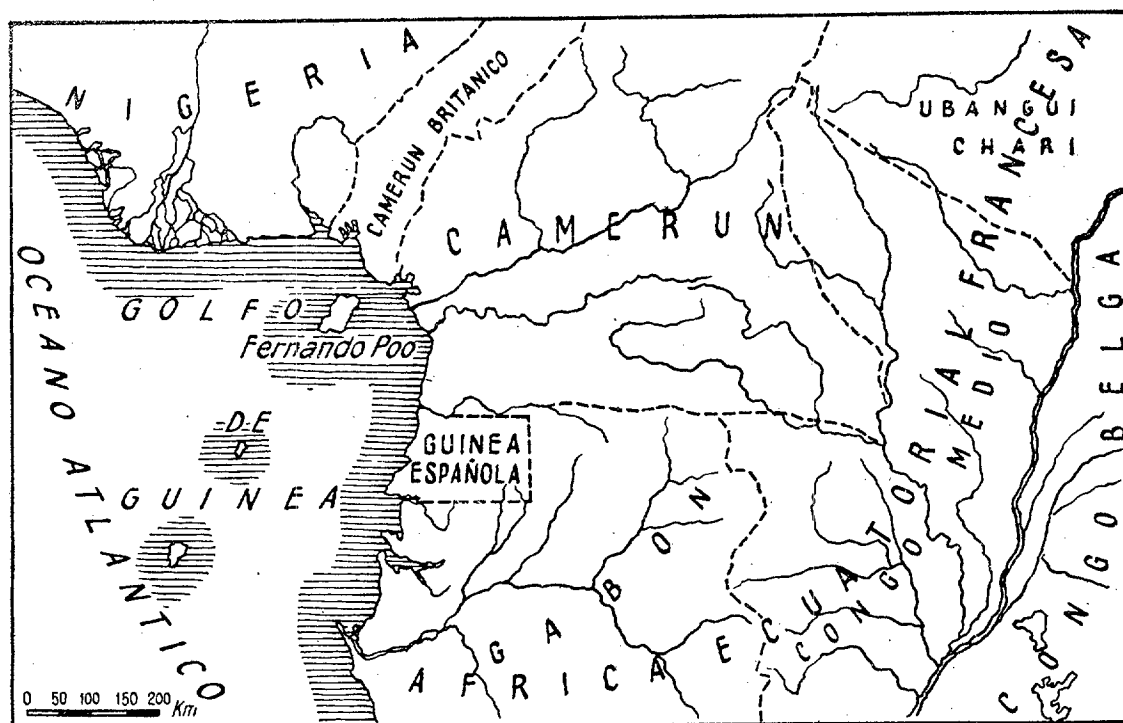 NIGERIA
CAMERUN BRITANICO
UBANGUI
CHARI
CAMERUN
AFRICA ECUATORIAL FRANCESA
OCEANO ATLANTICO
GOLFO
Fernando Poo
-D-E
GUINEA
GUINEA
ESPAÑOLA
GABON
CONGO MEDIO
CONGO BELGA
0 50 100 150 200 Km